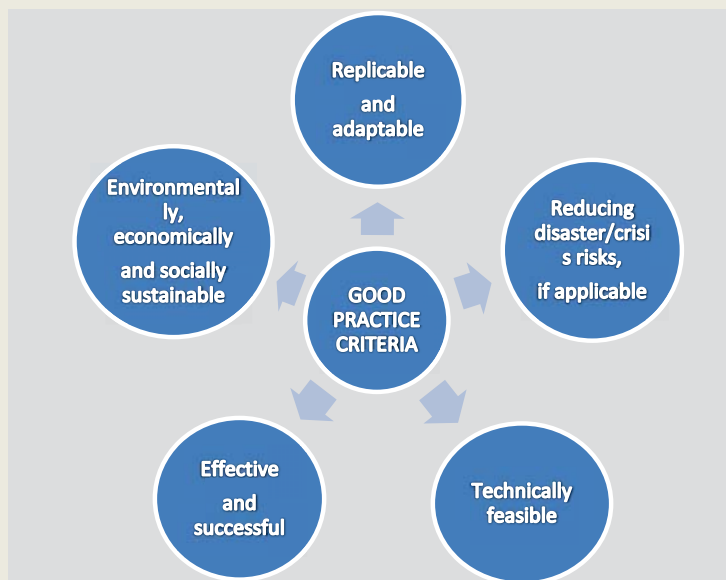 Replicable
and
adaptable
Environmental
ly,
economically
and socially
sustainable
Reducing
disaster/crisi
s risks,
if applicable
GOOD
PRACTICE
CRITERIA
Effective
and
successful
Technically
feasible